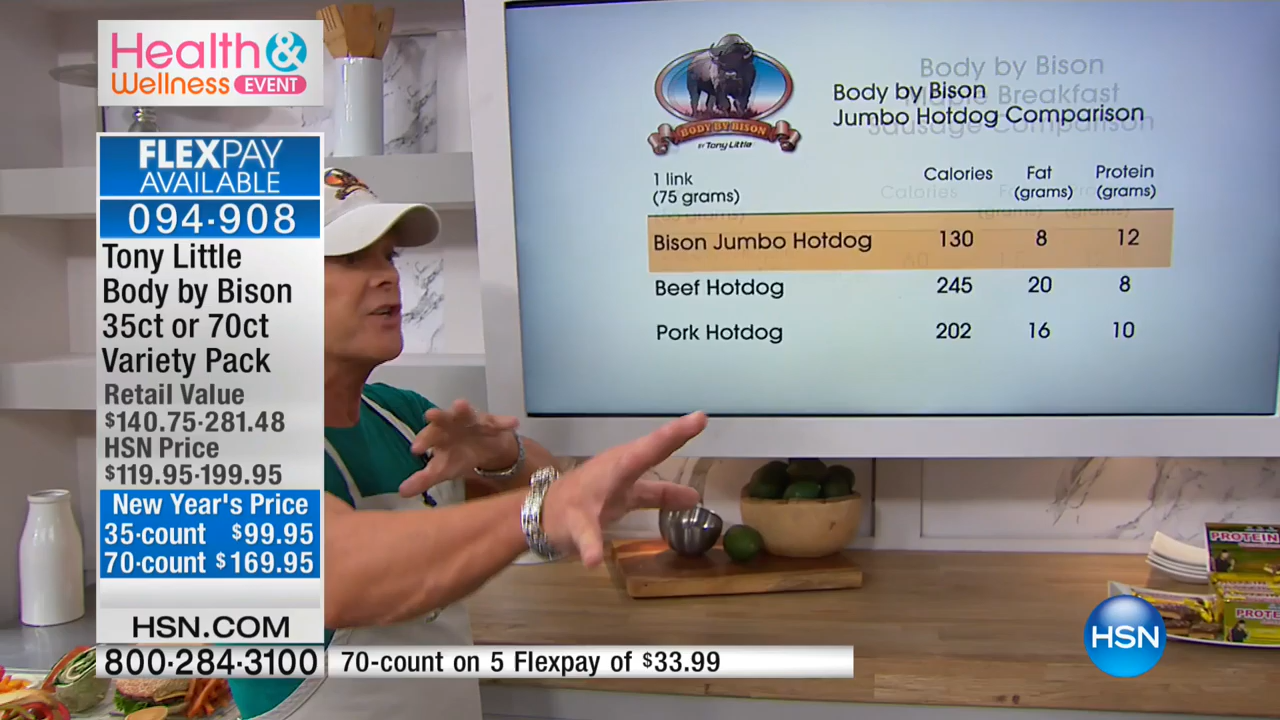 Health &
Wellness EVENT
FLEXPAY
AVAILABLE
094-908
Tony Little
Body by Bison
35ct or 70ct
Variety Pack
Retail Value
$140.75-281.48
HSN Price
$119.95-199.95
New Year's Price
35-count $99.95
70-count $169.95
HSN.COM
800-284-3100
70-count on 5 Flexpay of $33.99
BODY BY BISON
BY Tony Little
Body by Bison
Jumbo Hotdog Comparison
Body by Bison
Maple Breakfast
Sausage Comparison
1 link
(75 grams)
Calories Fat (grams) Protein (grams)
Bison Jumbo Hotdog 130 8 12
Beef Hotdog 245 20 8
Pork Hotdog 202 16 10
Calories
PROTEIN
PROTE
HSN